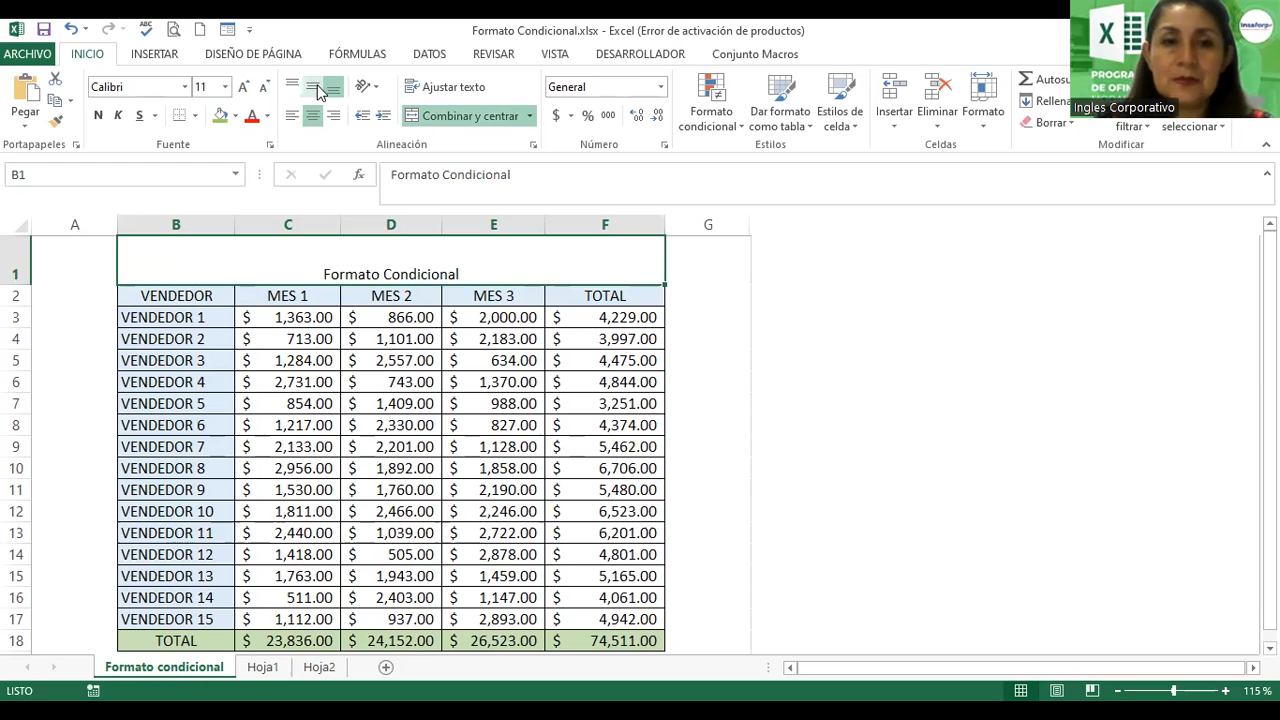 Formato Condicional.xlsx - Excel (Error de activación de productos)
ARCHIVO INICIO INSERTAR DISEÑO DE PÁGINA FÓRMULAS DATOS REVISAR VISTA DESARROLLADOR Conjunto Macros
Pegar
Calibri 11
N K S
Ajustar texto
Combinar y centrar
General
$ % 000
Formato condicional
Dar formato como tabla
Estilos de celda
Insertar Eliminar Formato
Autosu
Rellena
Borrar
filtrar seleccionar
Portapapeles Fuente Alineación Número Estilos Celdas Modificar
PROGRA
DE OFIN
Insaforp
Ingles Corporativo
B1 fx Formato Condicional
A B C D E F G
1 Formato Condicional
2 VENDEDOR MES 1 MES 2 MES 3 TOTAL
3 VENDEDOR 1 $ 1,363.00 $ 866.00 $ 2,000.00 $ 4,229.00
4 VENDEDOR 2 $ 713.00 $ 1,101.00 $ 2,183.00 $ 3,997.00
5 VENDEDOR 3 $ 1,284.00 $ 2,557.00 $ 634.00 $ 4,475.00
6 VENDEDOR 4 $ 2,731.00 $ 743.00 $ 1,370.00 $ 4,844.00
7 VENDEDOR 5 $ 854.00 $ 1,409.00 $ 988.00 $ 3,251.00
8 VENDEDOR 6 $ 1,217.00 $ 2,330.00 $ 827.00 $ 4,374.00
9 VENDEDOR 7 $ 2,133.00 $ 2,201.00 $ 1,128.00 $ 5,462.00
10 VENDEDOR 8 $ 2,956.00 $ 1,892.00 $ 1,858.00 $ 6,706.00
11 VENDEDOR 9 $ 1,530.00 $ 1,760.00 $ 2,190.00 $ 5,480.00
12 VENDEDOR 10 $ 1,811.00 $ 2,466.00 $ 2,246.00 $ 6,523.00
13 VENDEDOR 11 $ 2,440.00 $ 1,039.00 $ 2,722.00 $ 6,201.00
14 VENDEDOR 12 $ 1,418.00 $ 505.00 $ 2,878.00 $ 4,801.00
15 VENDEDOR 13 $ 1,763.00 $ 1,943.00 $ 1,459.00 $ 5,165.00
16 VENDEDOR 14 $ 511.00 $ 2,403.00 $ 1,147.00 $ 4,061.00
17 VENDEDOR 15 $ 1,112.00 $ 937.00 $ 2,893.00 $ 4,942.00
18 TOTAL $ 23,836.00 $ 24,152.00 $ 26,523.00 $ 74,511.00
Formato condicional Hoja1 Hoja2
LISTO 115 %